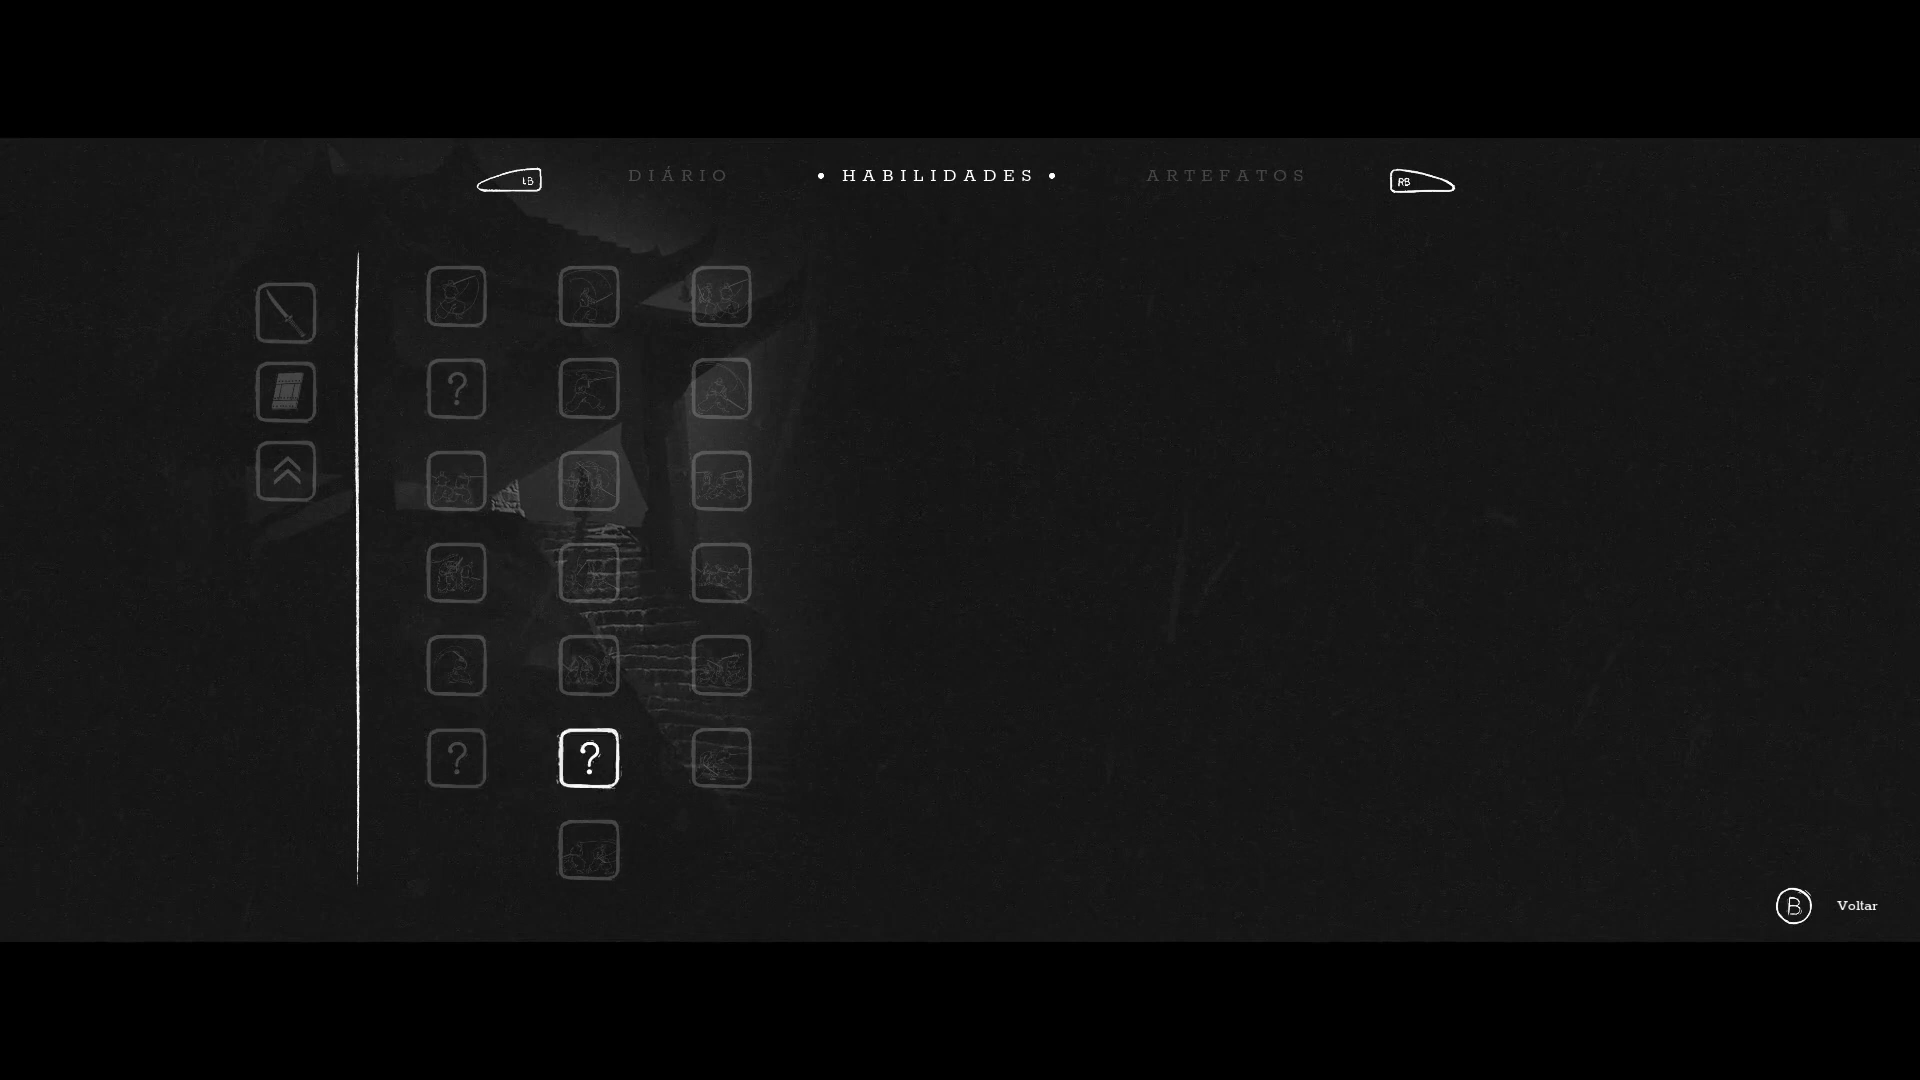 LB DIÁRIO • HABILIDADES • ARTEFATOS RB
?
? ?
B Voltar